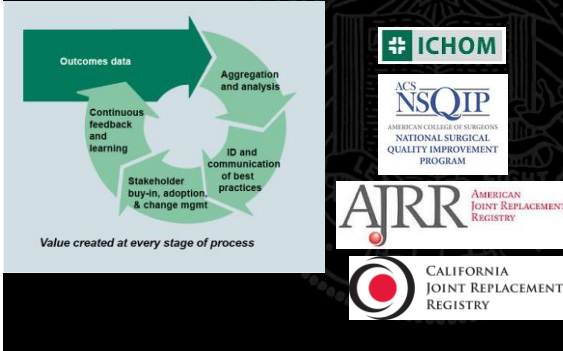 Outcomes data
Aggregation
and analysis
ID and
communication
of best
practices
Stakeholder
buy-in, adoption,
& change mgmt
Continuous
feedback
and
learning
Value created at every stage of process
ICHOM
ACS
NSQIP
AMERICAN COLLEGE OF SURGEONS
NATIONAL SURGICAL
QUALITY IMPROVEMENT
PROGRAM
AJRR
AMERICAN
JOINT REPLACEMENT
REGISTRY
CALIFORNIA
JOINT REPLACEMENT
REGISTRY